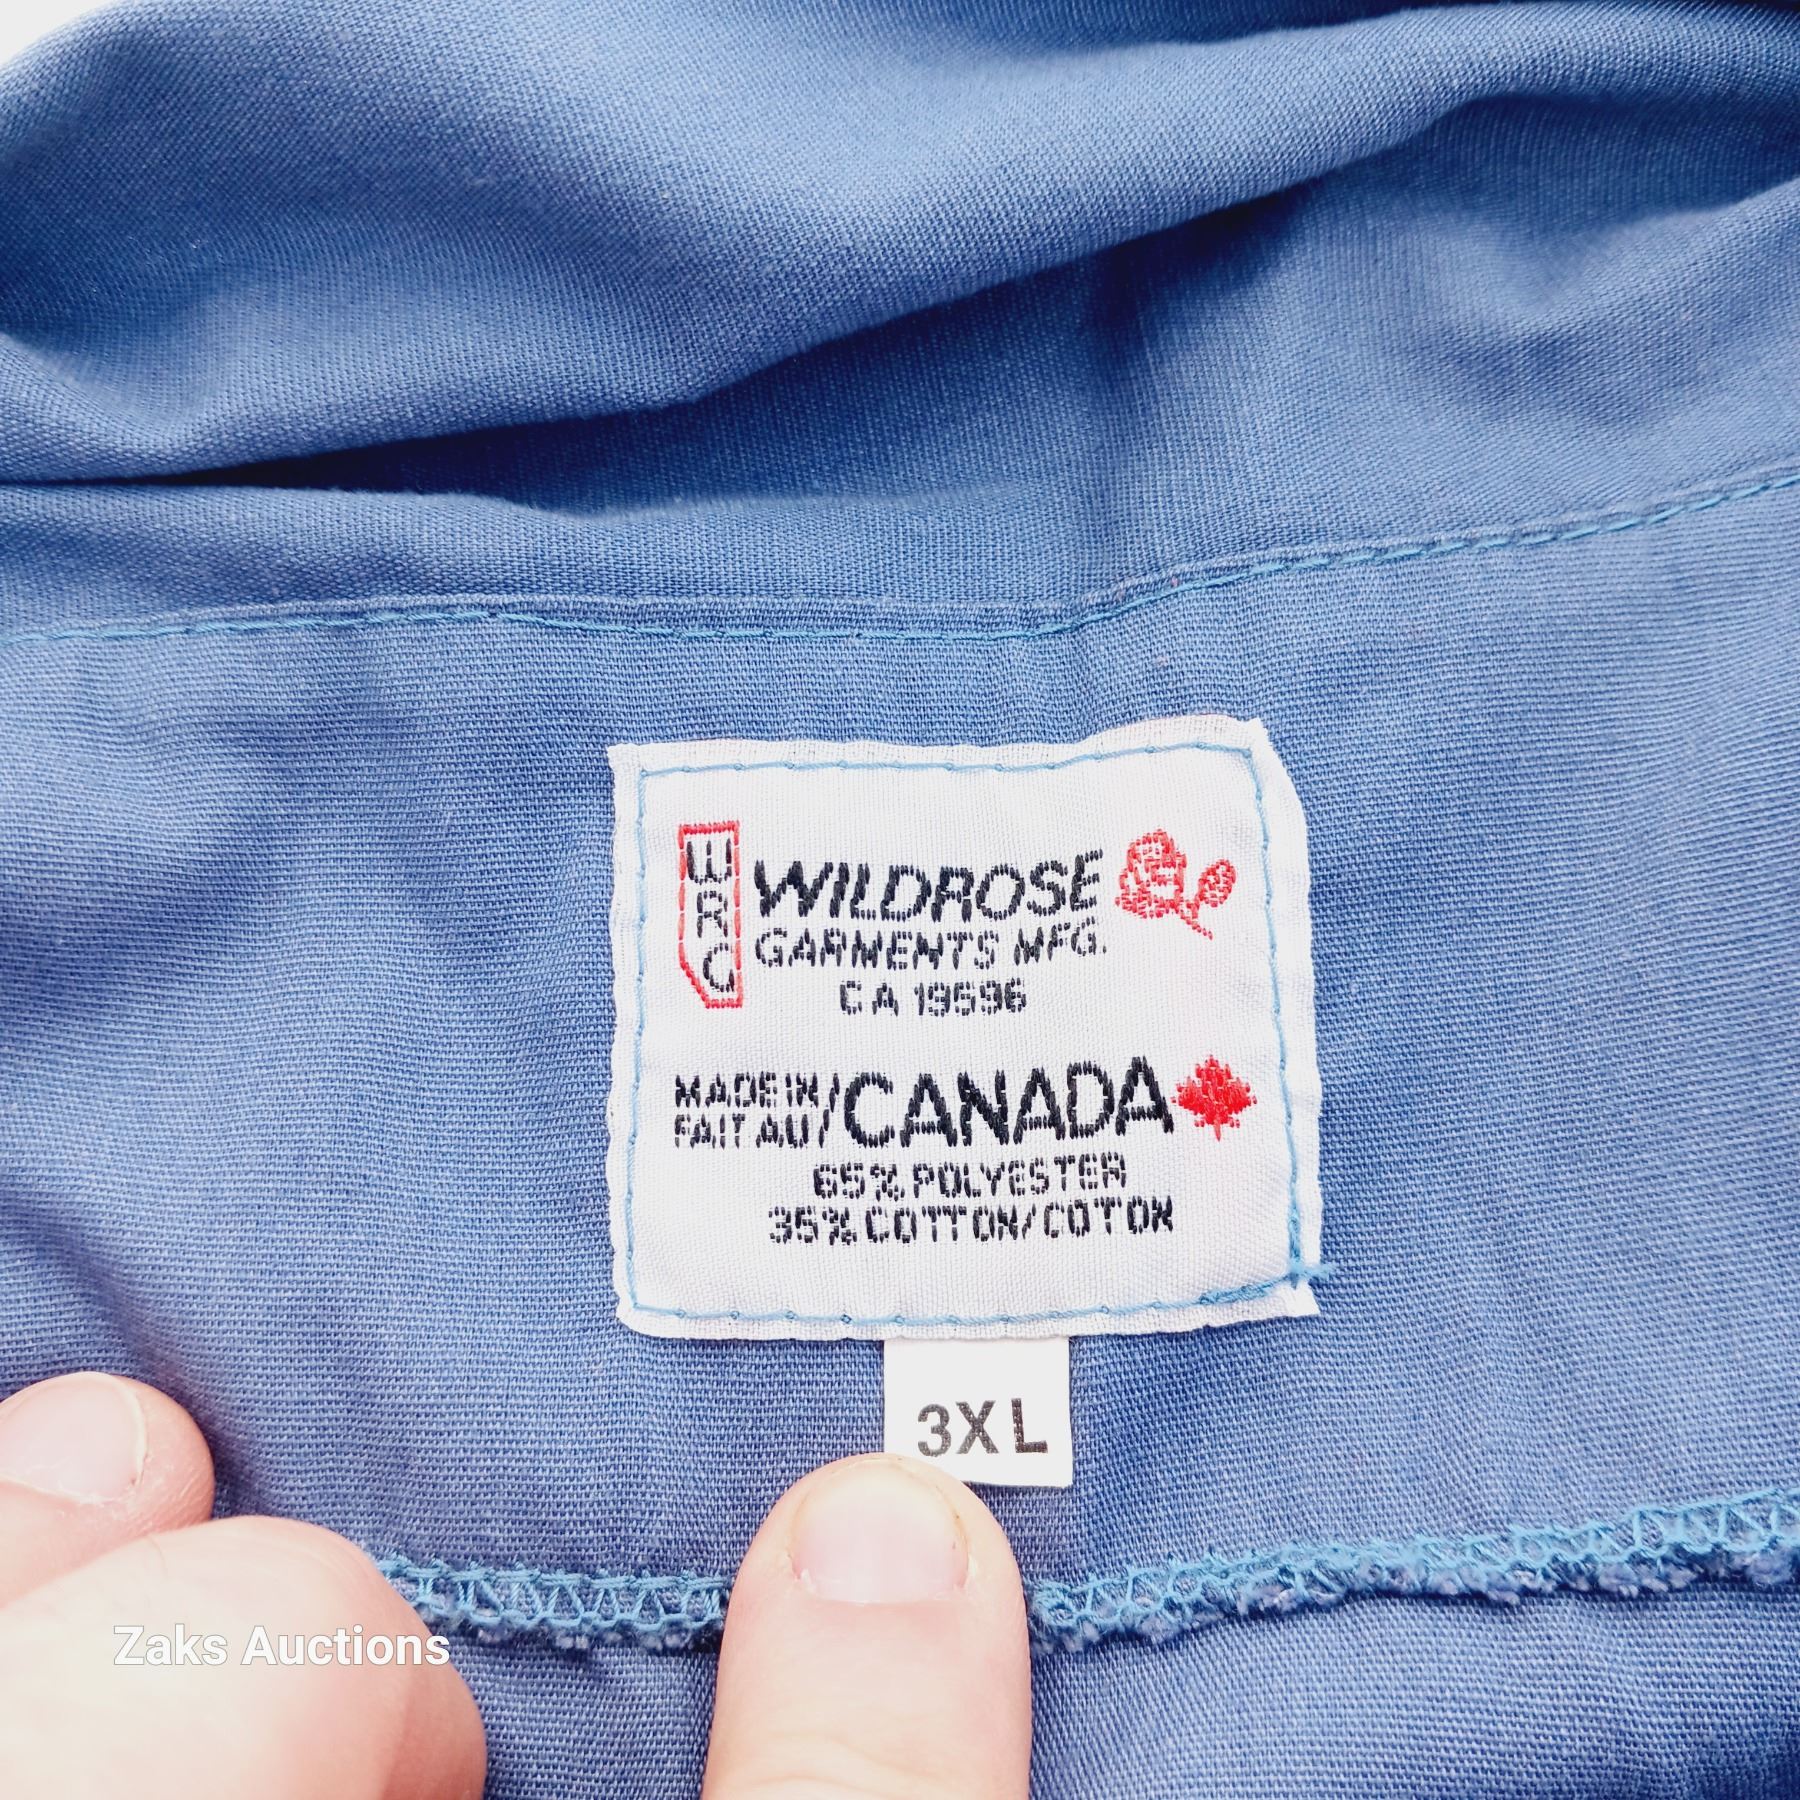 WRG
WILDROSE
GARMENTS MFG.
CA 19596
MADE IN
FAIT AU/CANADA
65% POLYESTER
35% COTTON/COTON
3XL
Zaks Auctions